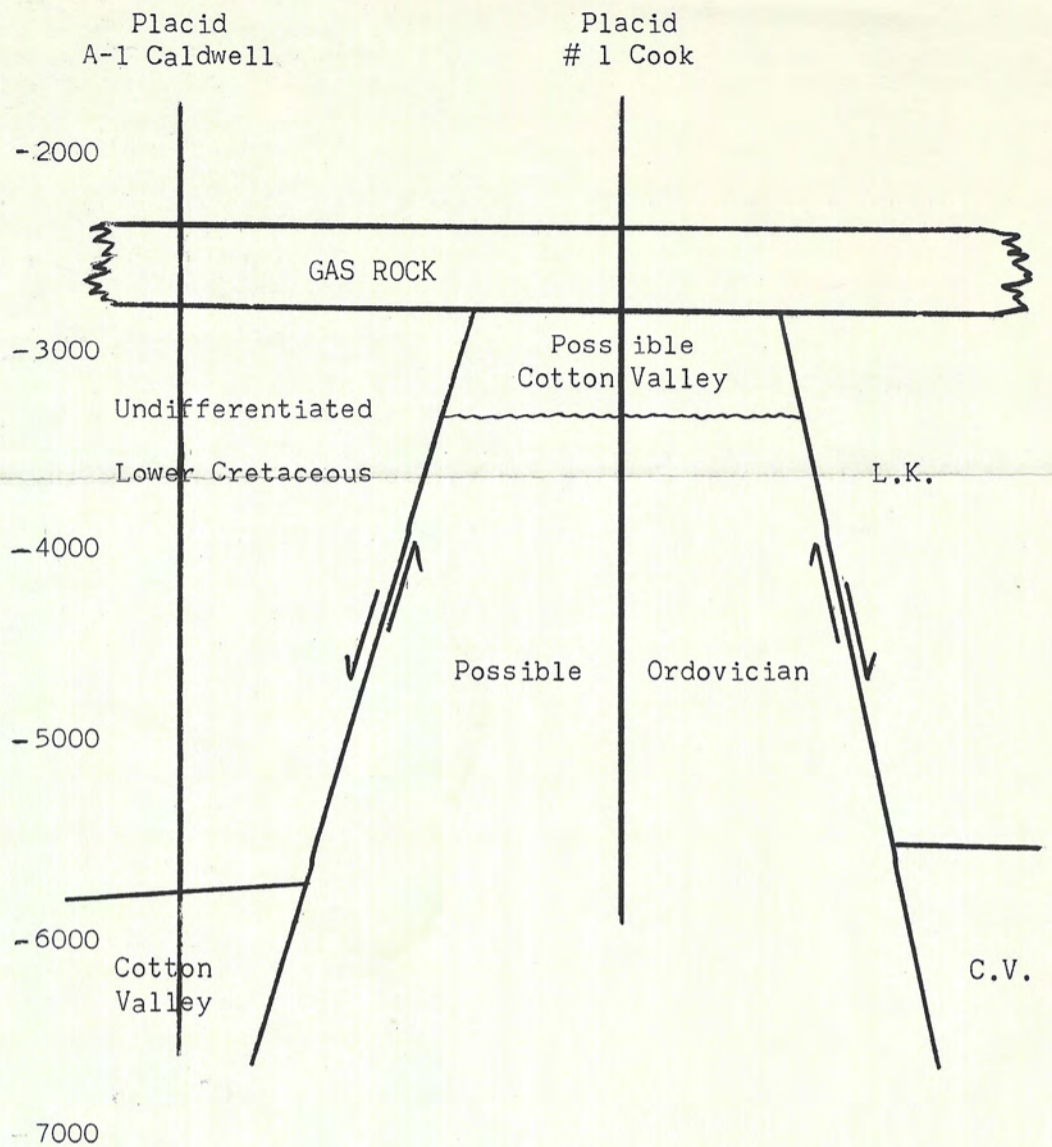 Placid
A-1 Caldwell
Placid
# 1 Cook
-2000
GAS ROCK
-3000
Possible
Cotton Valley
Undifferentiated
Lower Cretaceous
L.K.
-4000
Possible Ordovician
-5000
-6000
Cotton
Valley
C.V.
-7000